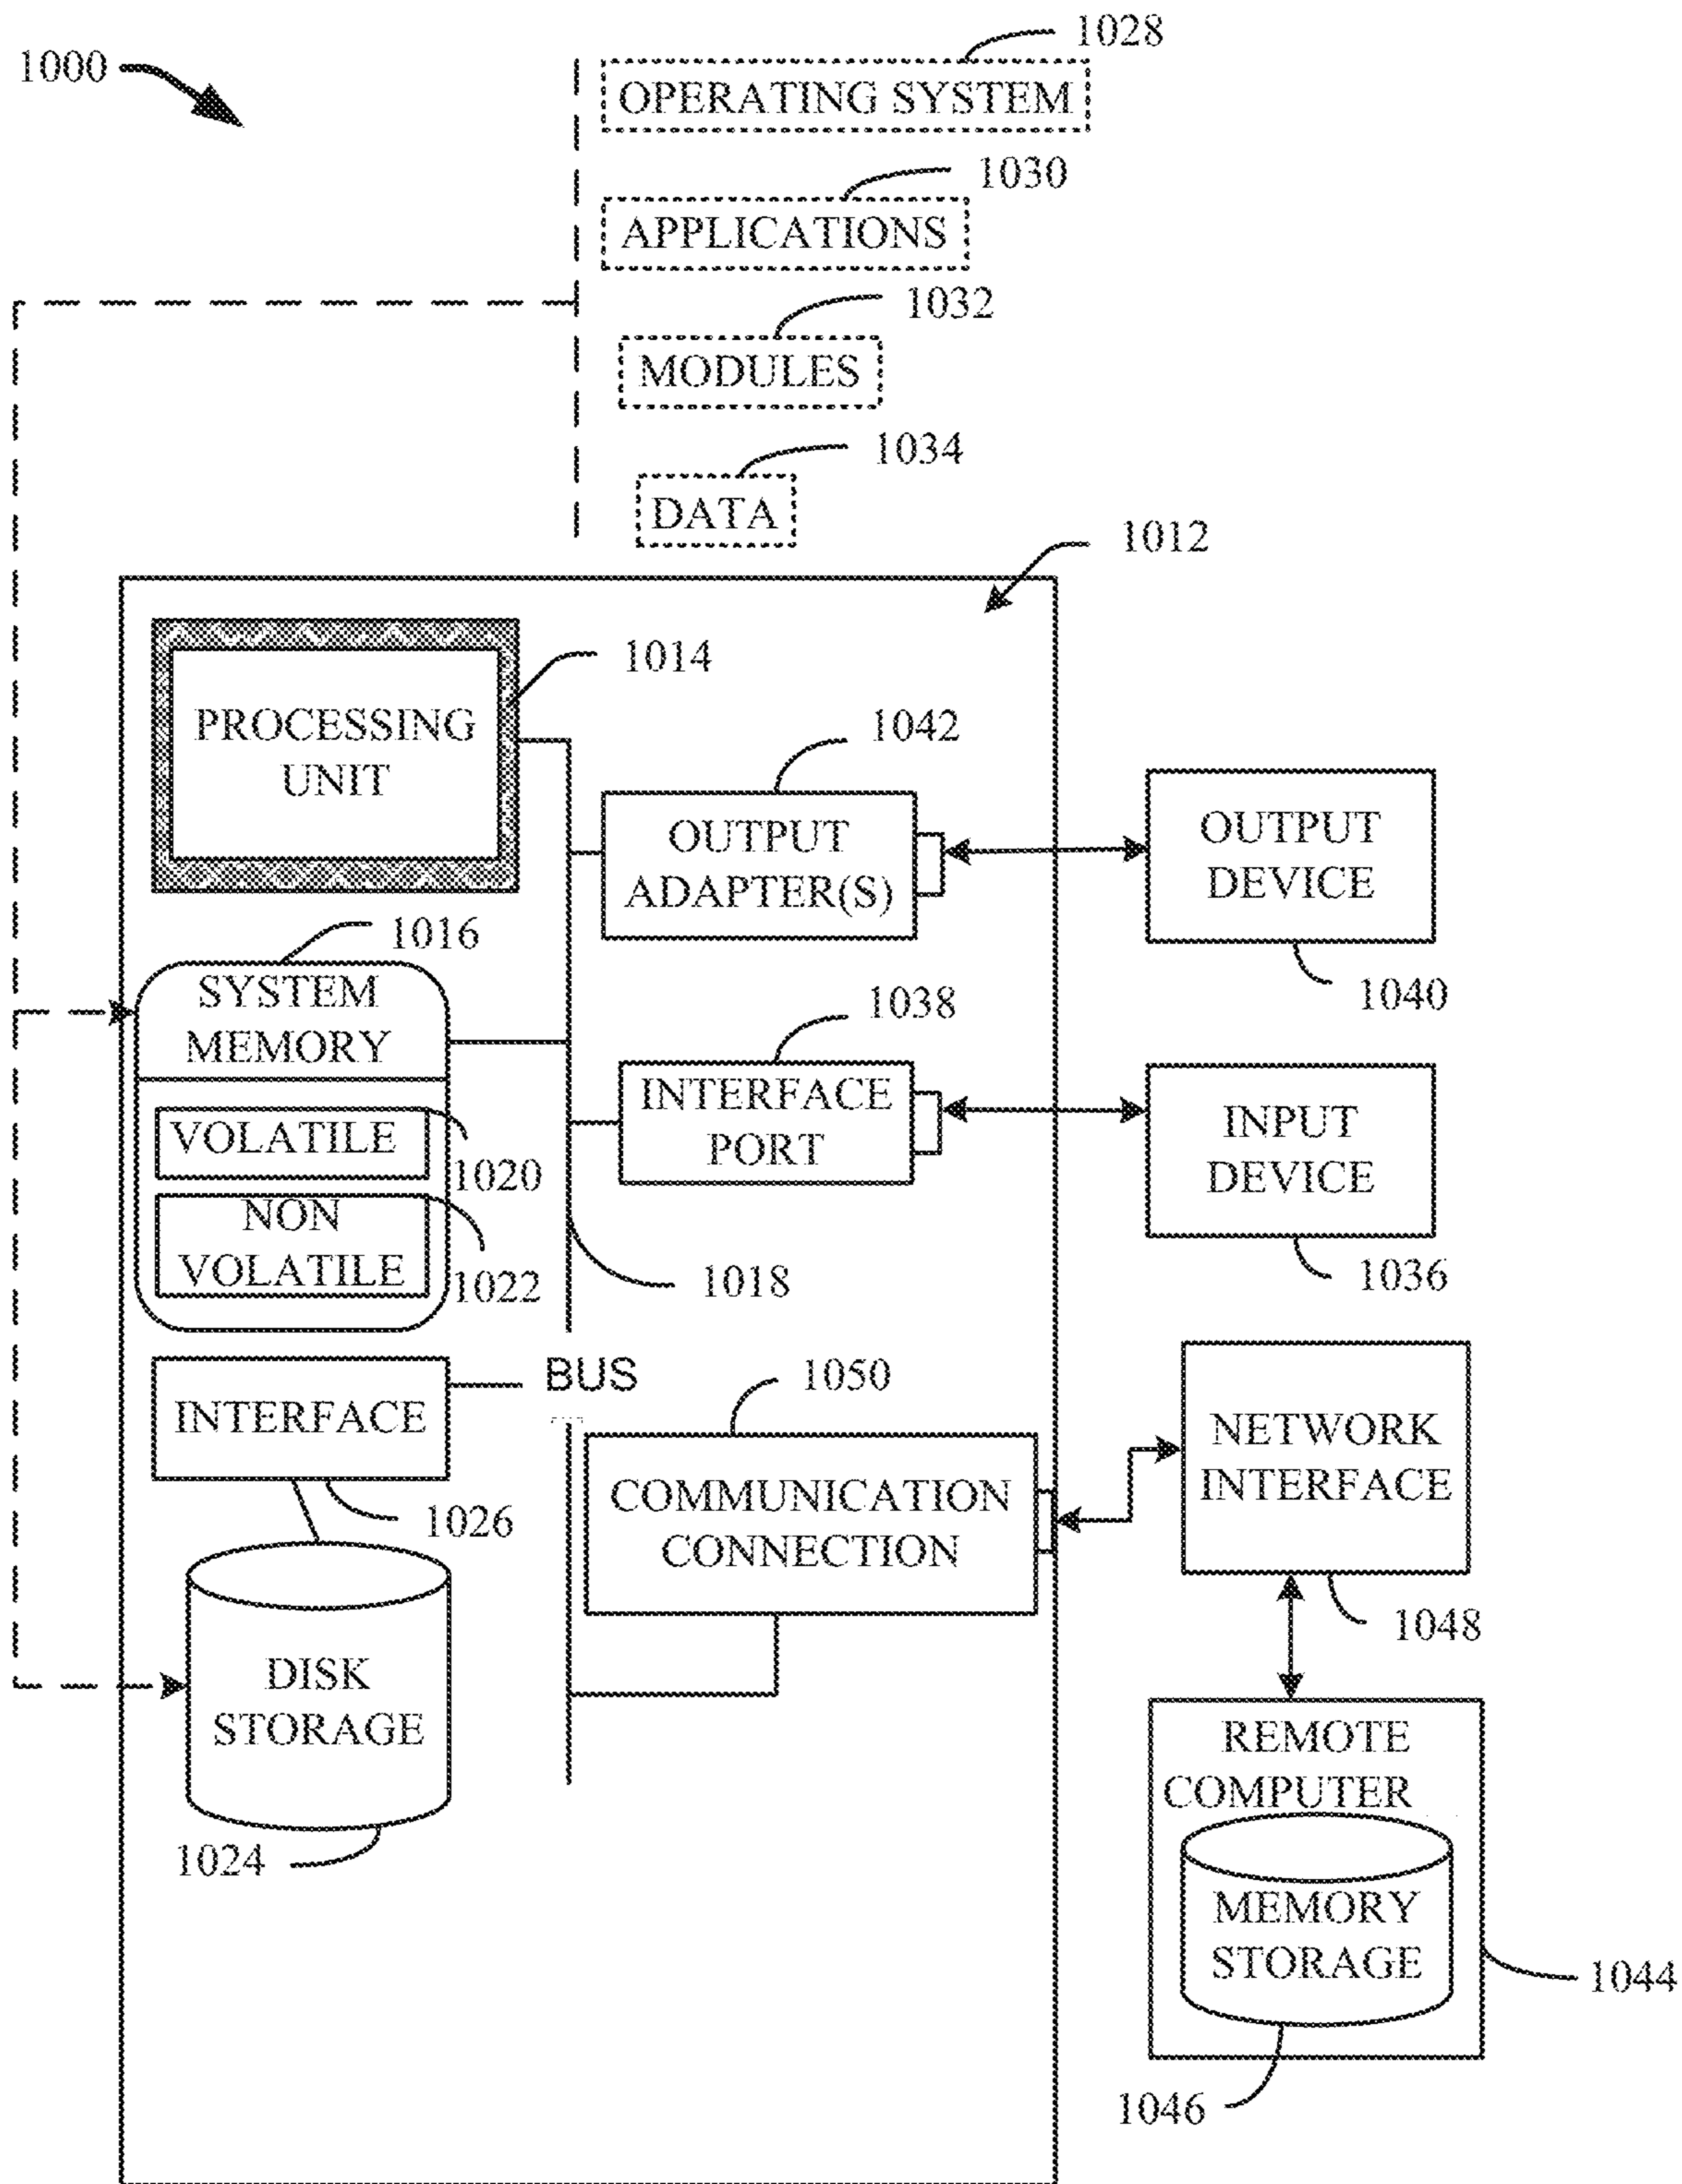 1028
1000
OPERATING SYSTEM
1030
APPLICATIONS
1032
MODULES
1034
DATA
1012
1014
PROCESSING
UNIT
1042
OUTPUT
ADAPTER(S)
OUTPUT
DEVICE
1040
1016
SYSTEM
MEMORY
1038
INTERFACE
PORT
INPUT
DEVICE
1036
VOLATILE
1020
NON
VOLATILE
1022
1018
INTERFACE
BUS
1050
1026
COMMUNICATION
CONNECTION
NETWORK
INTERFACE
1048
DISK
STORAGE
1024
REMOTE
COMPUTER
MEMORY
STORAGE
1044
1046